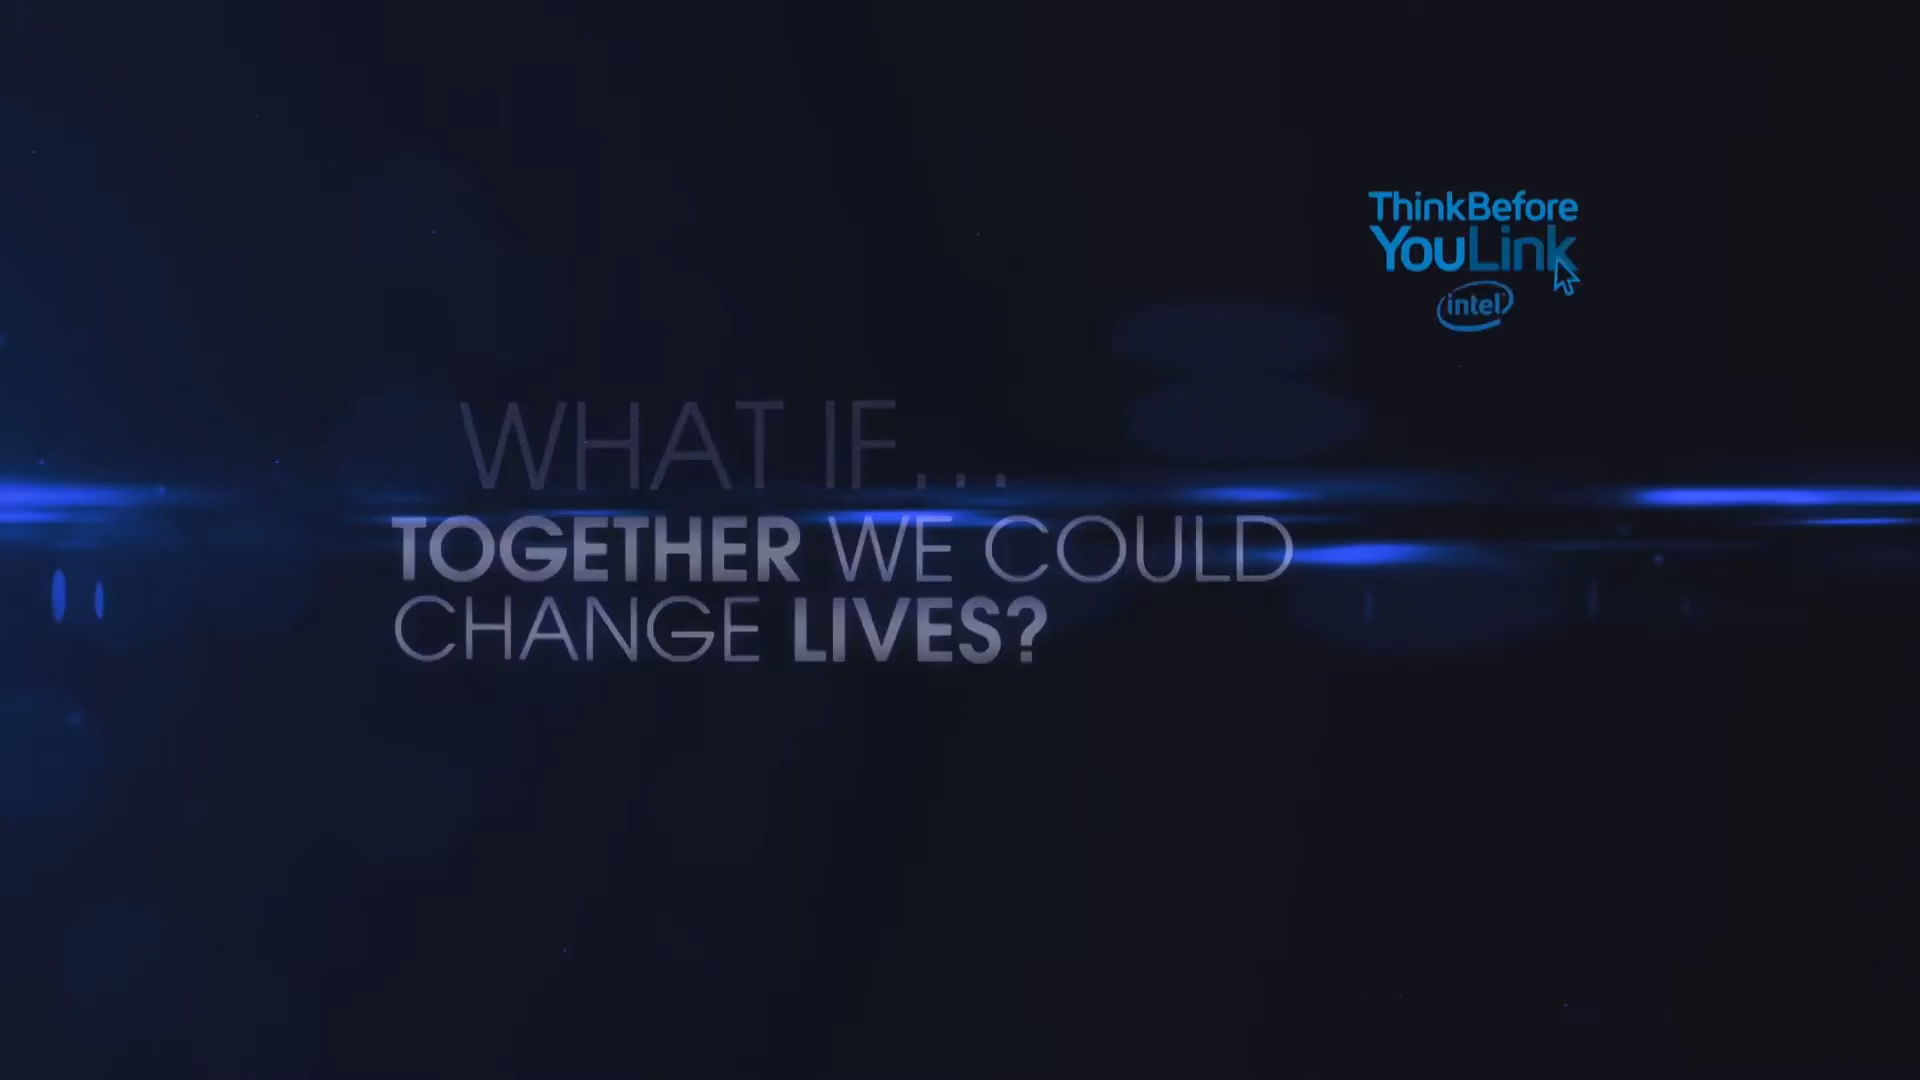 ThinkBefore
YouLink
intel
WHAT IF...
TOGETHER WE COULD
CHANGE LIVES?